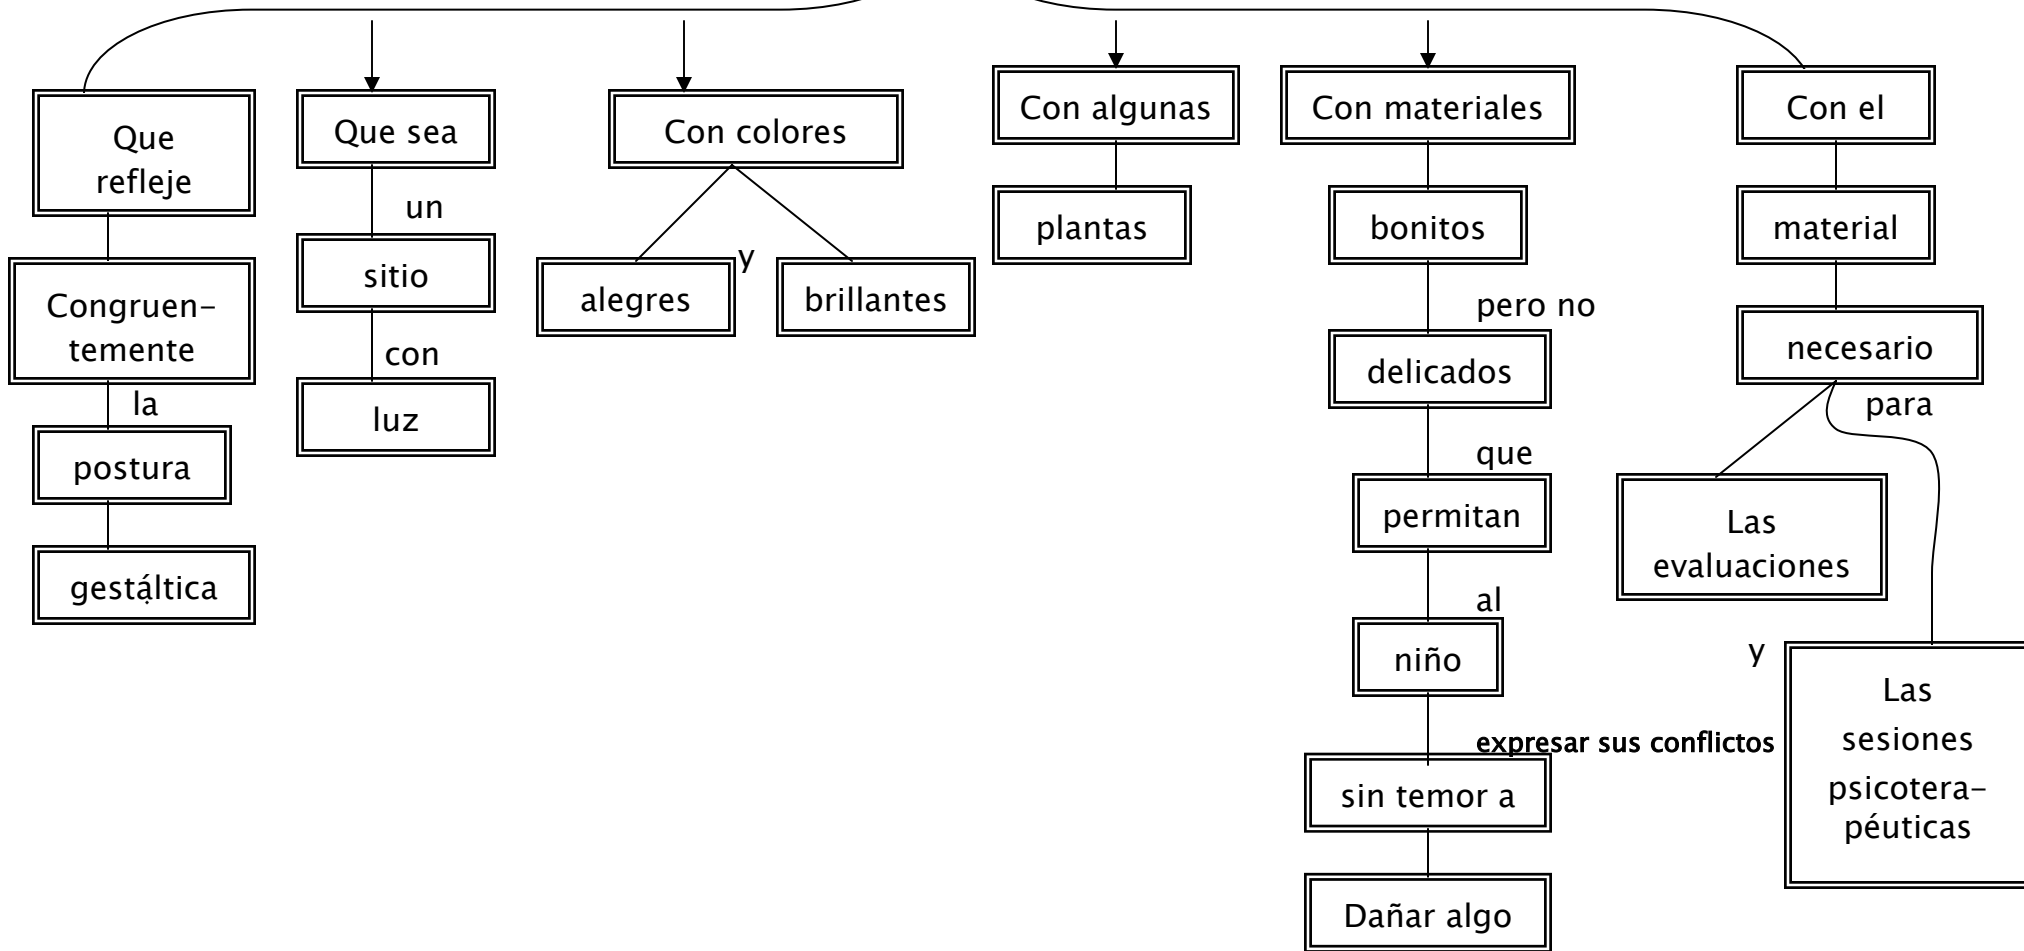 Que
refleje
Congruen-
temente
la
postura
gestáltica
Que sea
un
sitio
con
luz
Con colores
alegres
y
brillantes
Con algunas
plantas
Con materiales
bonitos
pero no
delicados
que
permitan
al
niño
expresar sus conflictos
sin temor a
Dañar algo
Con el
material
necesario
para
Las
evaluaciones
y
Las
sesiones
psicotera-
péuticas